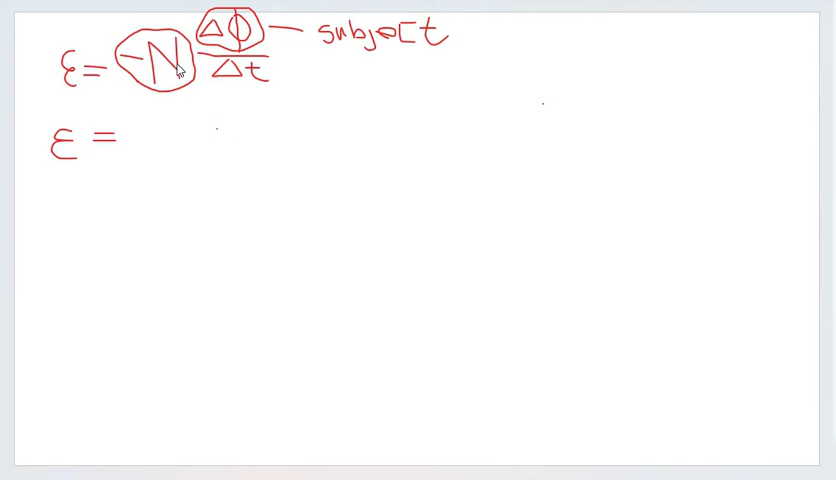 ε = -N ΔΦ/Δt — subject
ε =